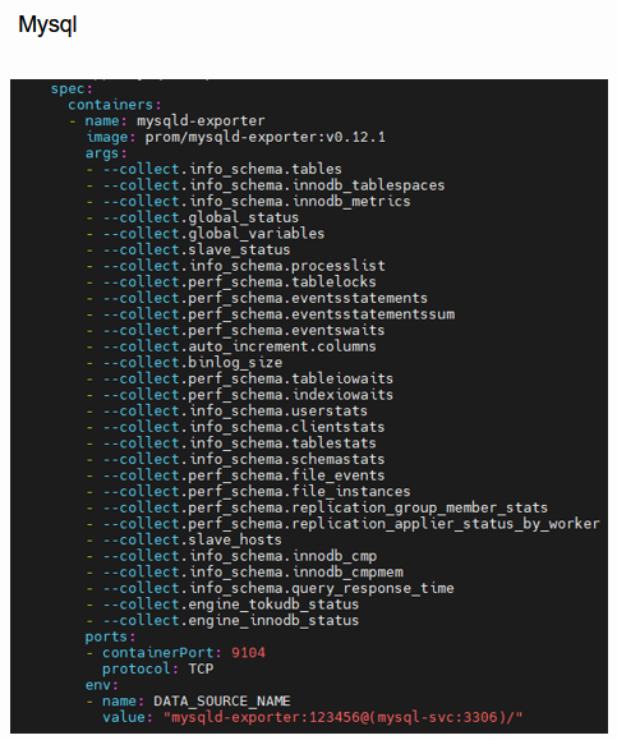 Mysql
spec:
containers:
- name: mysqld-exporter
image: prom/mysqld-exporter:v0.12.1
args:
- --collect.info_schema.tables
- --collect.info_schema.innodb_tablespaces
- --collect.info_schema.innodb_metrics
- --collect.global_status
- --collect.global_variables
- --collect.slave_status
- --collect.info_schema.processlist
- --collect.perf_schema.tablelocks
- --collect.perf_schema.eventsstatements
- --collect.perf_schema.eventsstatementssum
- --collect.perf_schema.eventswaits
- --collect.auto_increment.columns
- --collect.binlog_size
- --collect.perf_schema.tableiowaits
- --collect.perf_schema.indexiowaits
- --collect.info_schema.userstats
- --collect.info_schema.clientstats
- --collect.info_schema.tablestats
- --collect.info_schema.schemastats
- --collect.perf_schema.file_events
- --collect.perf_schema.file_instances
- --collect.perf_schema.replication_group_member_stats
- --collect.perf_schema.replication_applier_status_by_worker
- --collect.slave_hosts
- --collect.info_schema.innodb_cmp
- --collect.info_schema.innodb_cmpmem
- --collect.info_schema.query_response_time
- --collect.engine_tokudb_status
- --collect.engine_innodb_status
ports:
- containerPort: 9104
protocol: TCP
env:
- name: DATA_SOURCE_NAME
value: "mysqld-exporter:123456@(mysql-svc:3306)/"